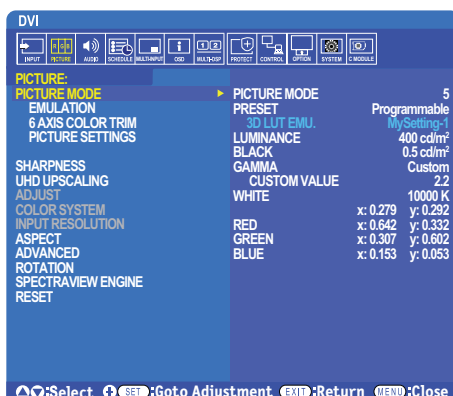 DVI
INPUT PICTURE AUDIO SCHEDULE MULTI-INPUT OSD MULTI-DSP PROTECT CONTROL OPTION SYSTEM C MODULE
PICTURE:
PICTURE MODE
EMULATION
6 AXIS COLOR TRIM
PICTURE SETTINGS
SHARPNESS
UHD UPSCALING
ADJUST
COLOR SYSTEM
INPUT RESOLUTION
ASPECT
ADVANCED
ROTATION
SPECTRAVIEW ENGINE
RESET
PICTURE MODE 5
PRESET Programmable
3D LUT EMU. MySetting-1
LUMINANCE 400 cd/m²
BLACK 0.5 cd/m²
GAMMA Custom
CUSTOM VALUE 2.2
WHITE 10000 K
x: 0.279 y: 0.292
RED x: 0.642 y: 0.332
GREEN x: 0.307 y: 0.602
BLUE x: 0.153 y: 0.053
:Select SET :Goto Adjustment EXIT :Return MENU :Close